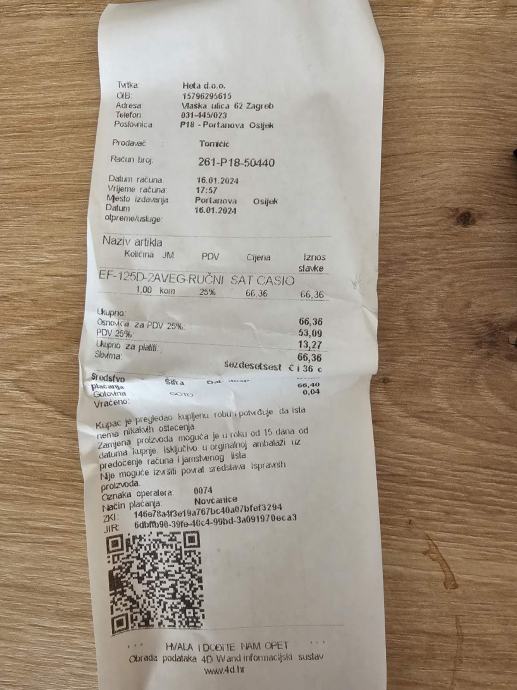 Tvrtka: Heta d.o.o.
OIB: 15796295615
Adresa Vlaška ulica 62 Zagreb
Telefon 031-445/023
Poslovnica P18 - Portanova Osijek
Prodavač Tomičić
Račun broj: 261-P18-50440
Datum računa: 16.01.2024
Vrijeme računa: 17:57
Mjesto izdavanja Portanova Osijek
Datum 16.01.2024
otpreme/usluge:
Naziv artikla
Količina JM PDV Cijena Iznos
stavke
EF-125D-2AVEG-RUČNI SAT CASIO
1,00 kom 25% 66,36 66,36
Ukupno: 66,36
Osnovica za PDV 25%: 53,09
PDV 25% 13,27
Ukupno za platiti: 66,36
Slovima: šezdesetšest € i 36 c
Sredstvo Šifra
plaćanja 66,40
Gotovina GOTO 0,04
Vraćeno:
Kupac je pregledao kupljenu robu i potvrđuje da ista
nema nikakvih oštećenja
Zamjena proizvoda moguća je u roku od 15 dana od
datuma kupnje. Isključivo u orginalnoj ambalaži uz
predočenje računa i jamstvenog lista.
Nije moguće izvršiti povrat sredstava ispravnih
proizvoda.
Oznaka operatera: 0074
Način plaćanja: Novčanice
ZKI:
JIR:
*** HVALA I DOĐITE NAM OPET ***
Obrada podataka 4D Wand informacijski sustav
www.4d.hr